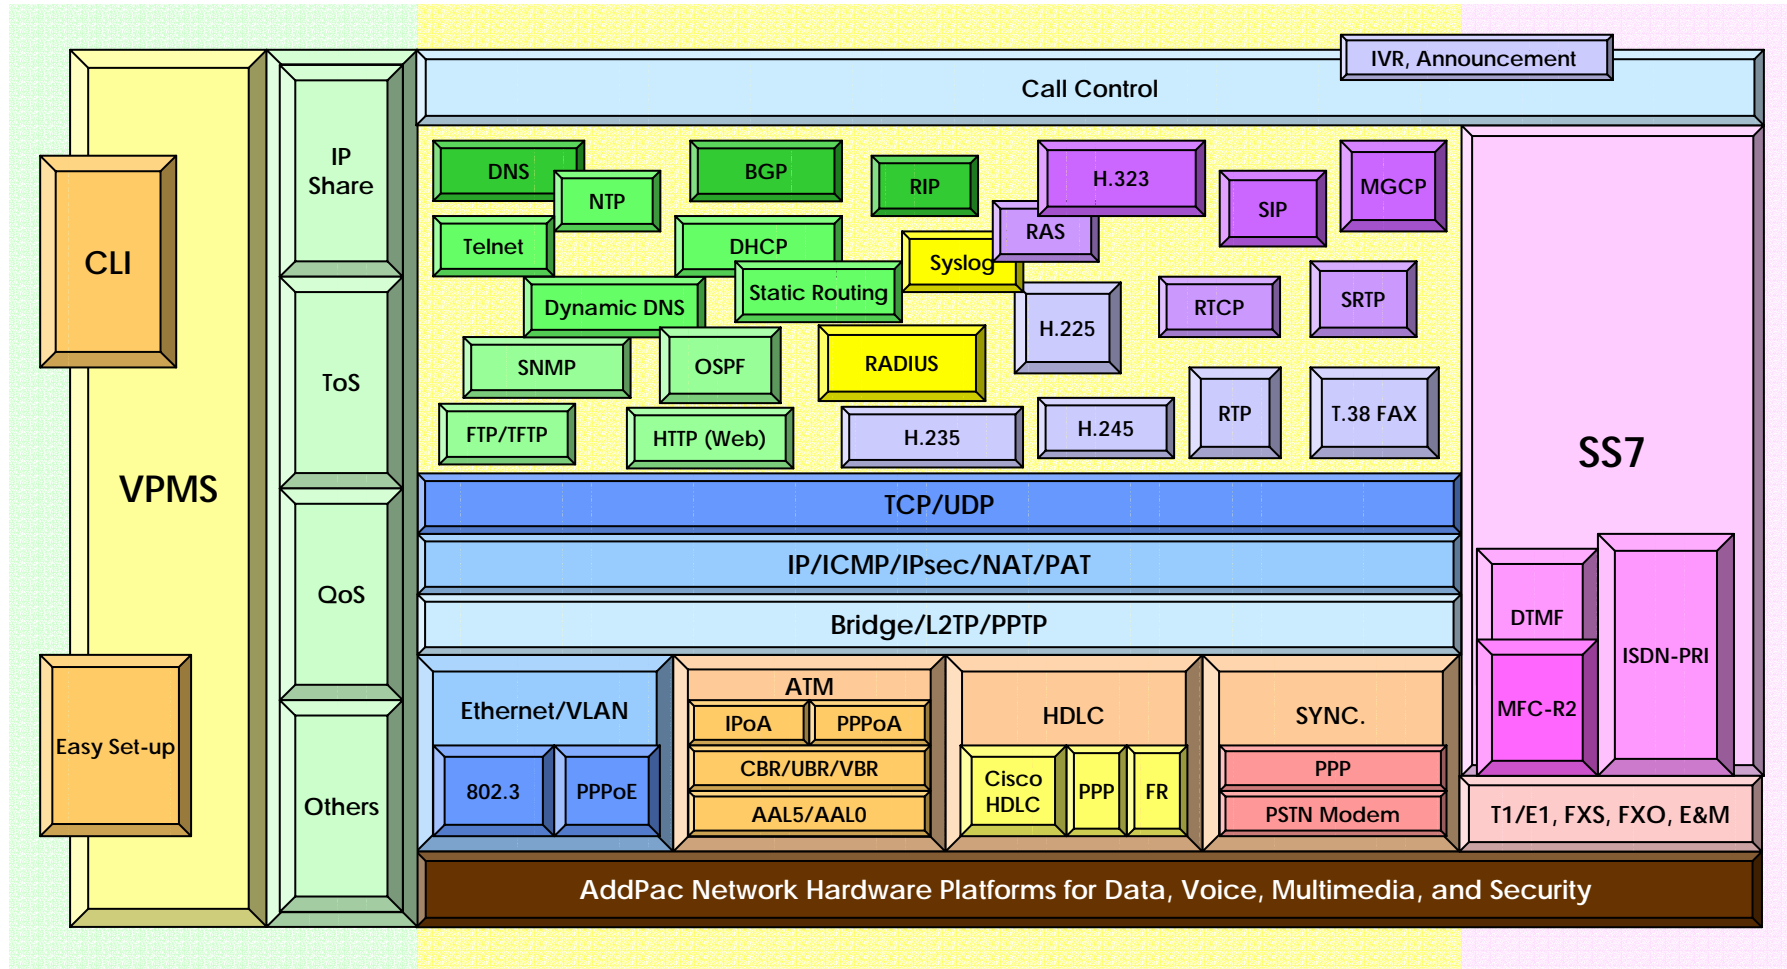 IVR, Announcement
Call Control
VPMS
CLI
Easy Set-up
IP
Share
ToS
QoS
Others
DNS
NTP
BGP
RIP
H.323
RAS
SIP
MGCP
Telnet
DHCP
Syslog
Dynamic DNS
Static Routing
H.225
RTCP
SRTP
SNMP
OSPF
RADIUS
FTP/TFTP
HTTP (Web)
H.235
H.245
RTP
T.38 FAX
SS7
TCP/UDP
IP/ICMP/IPsec/NAT/PAT
Bridge/L2TP/PPTP
DTMF
MFC-R2
ISDN-PRI
Ethernet/VLAN
802.3
PPPoE
ATM
IPoA
PPPoA
CBR/UBR/VBR
AAL5/AAL0
HDLC
Cisco
HDLC
PPP
FR
SYNC.
PPP
PSTN Modem
T1/E1, FXS, FXO, E&M
AddPac Network Hardware Platforms for Data, Voice, Multimedia, and Security